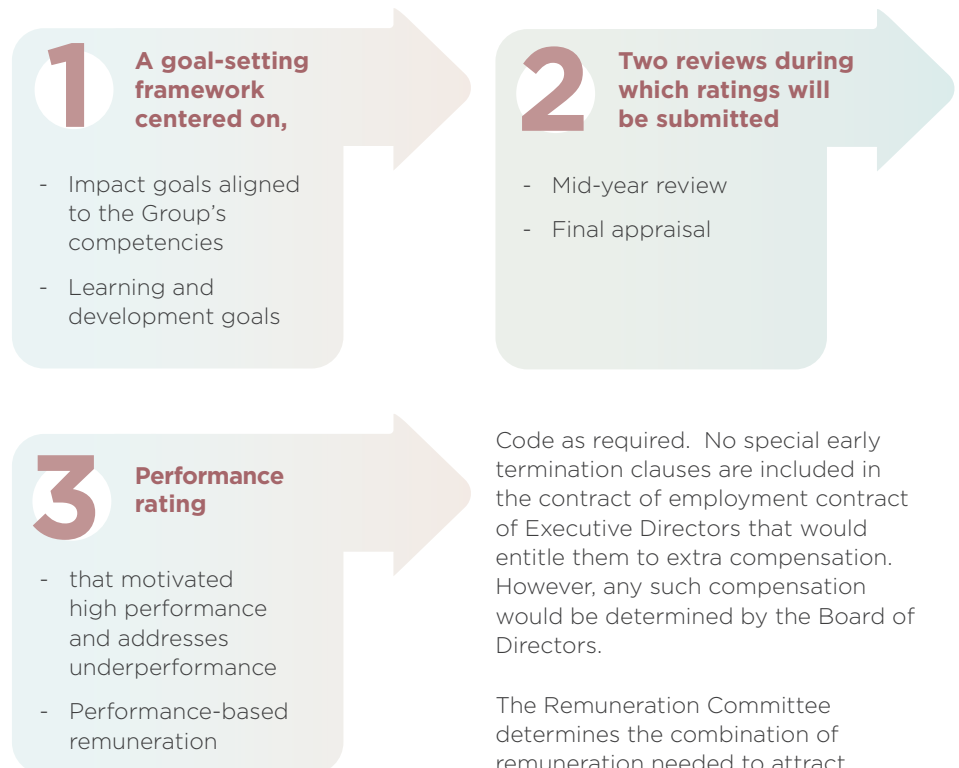 1
A goal-setting
framework
centered on,
- Impact goals aligned
to the Group's
competencies
- Learning and
development goals
2
Two reviews during
which ratings will
be submitted
- Mid-year review
- Final appraisal
3
Performance
rating
- that motivated
high performance
and addresses
underperformance
- Performance-based
remuneration
Code as required.  No special early
termination clauses are included in
the contract of employment contract
of Executive Directors that would
entitle them to extra compensation.
However, any such compensation
would be determined by the Board of
Directors.
The Remuneration Committee
determines the combination of
remuneration needed to attract